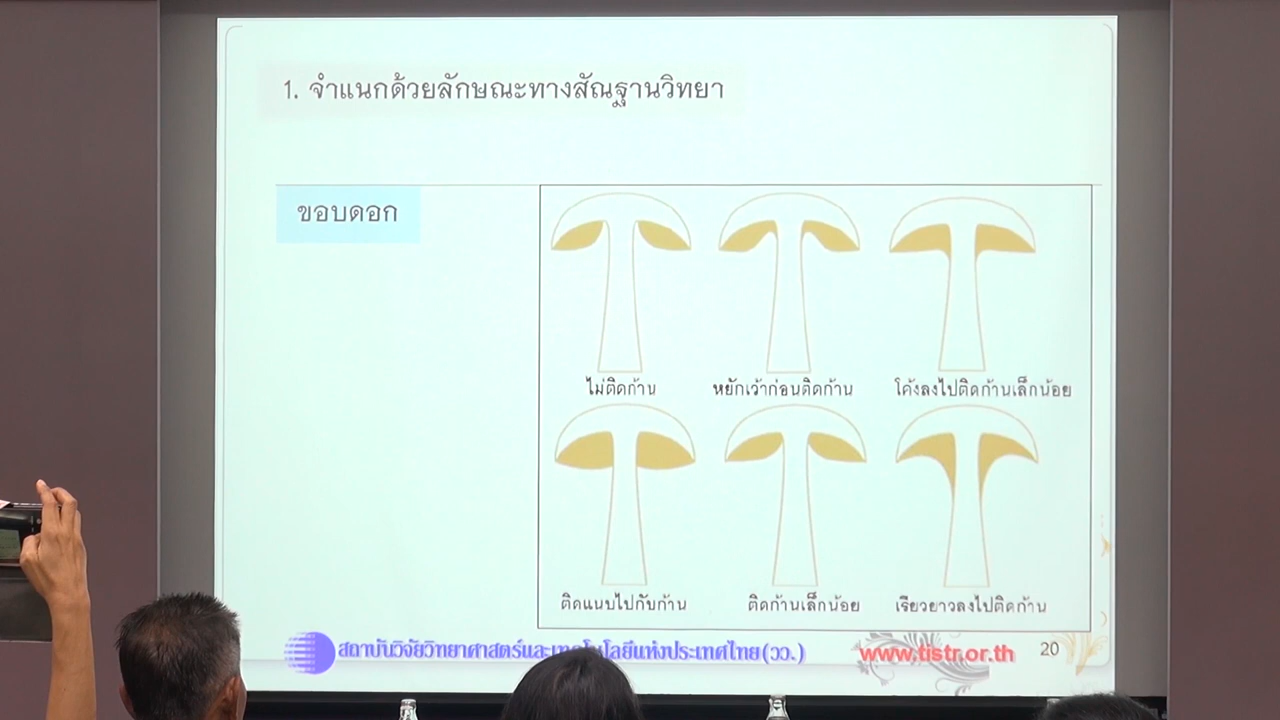 1. จำแนกด้วยลักษณะทางสัณฐานวิทยา
ขอบดอก
ไม่ติดก้าน
หยักเว้าก่อนติดก้าน
โค้งลงไปติดก้านเล็กน้อย
ติดแนบไปกับก้าน
ติดก้านเล็กน้อย
เรียวยาวลงไปติดก้าน
สถาบันวิจัยวิทยาศาสตร์และเทคโนโลยีแห่งประเทศไทย(วว.)
www.tistr.or.th
20